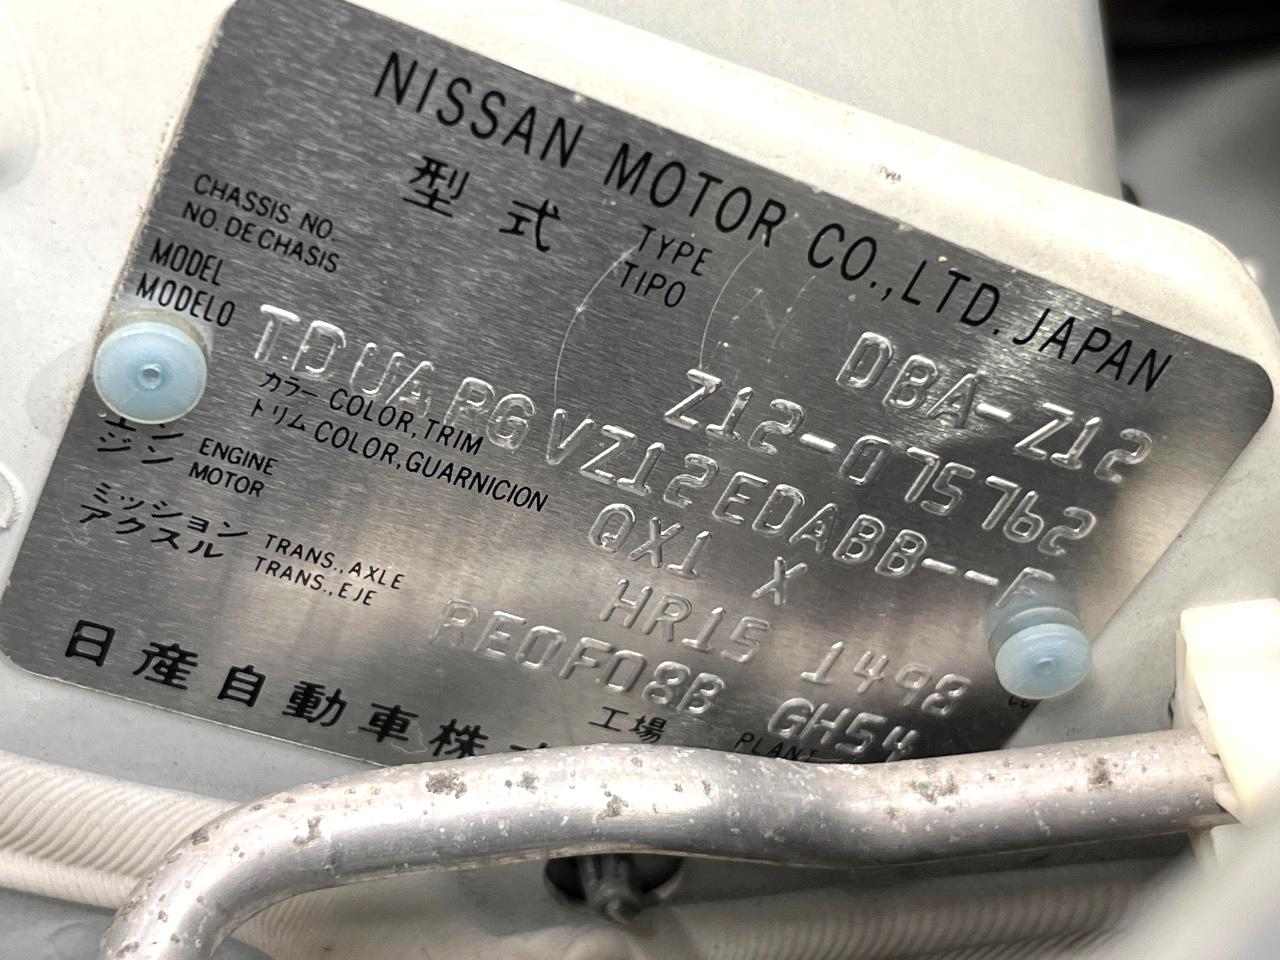 NISSAN MOTOR CO.,LTD. JAPAN
型式 TYPE TIPO DBA-Z12
CHASSIS NO. NO. DE CHASIS Z12-075762
MODEL MODELO TDUARGVZ12EDABB--F
カラー COLOR,TRIM
トリム COLOR,GUARNICION QX1 X
エンジン ENGINE MOTOR HR15 1498
ミッション アクスル TRANS.,AXLE TRANS.,EJE RE0F08B GH54
日産自動車株 工場 PLANT